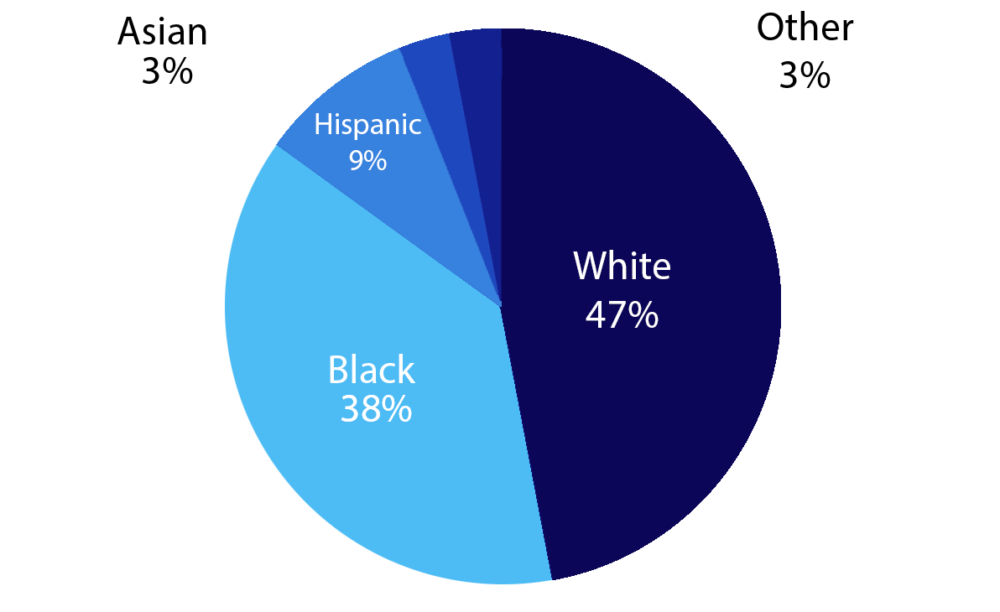 Asian
3%
Other
3%
Hispanic
9%
White
47%
Black
38%